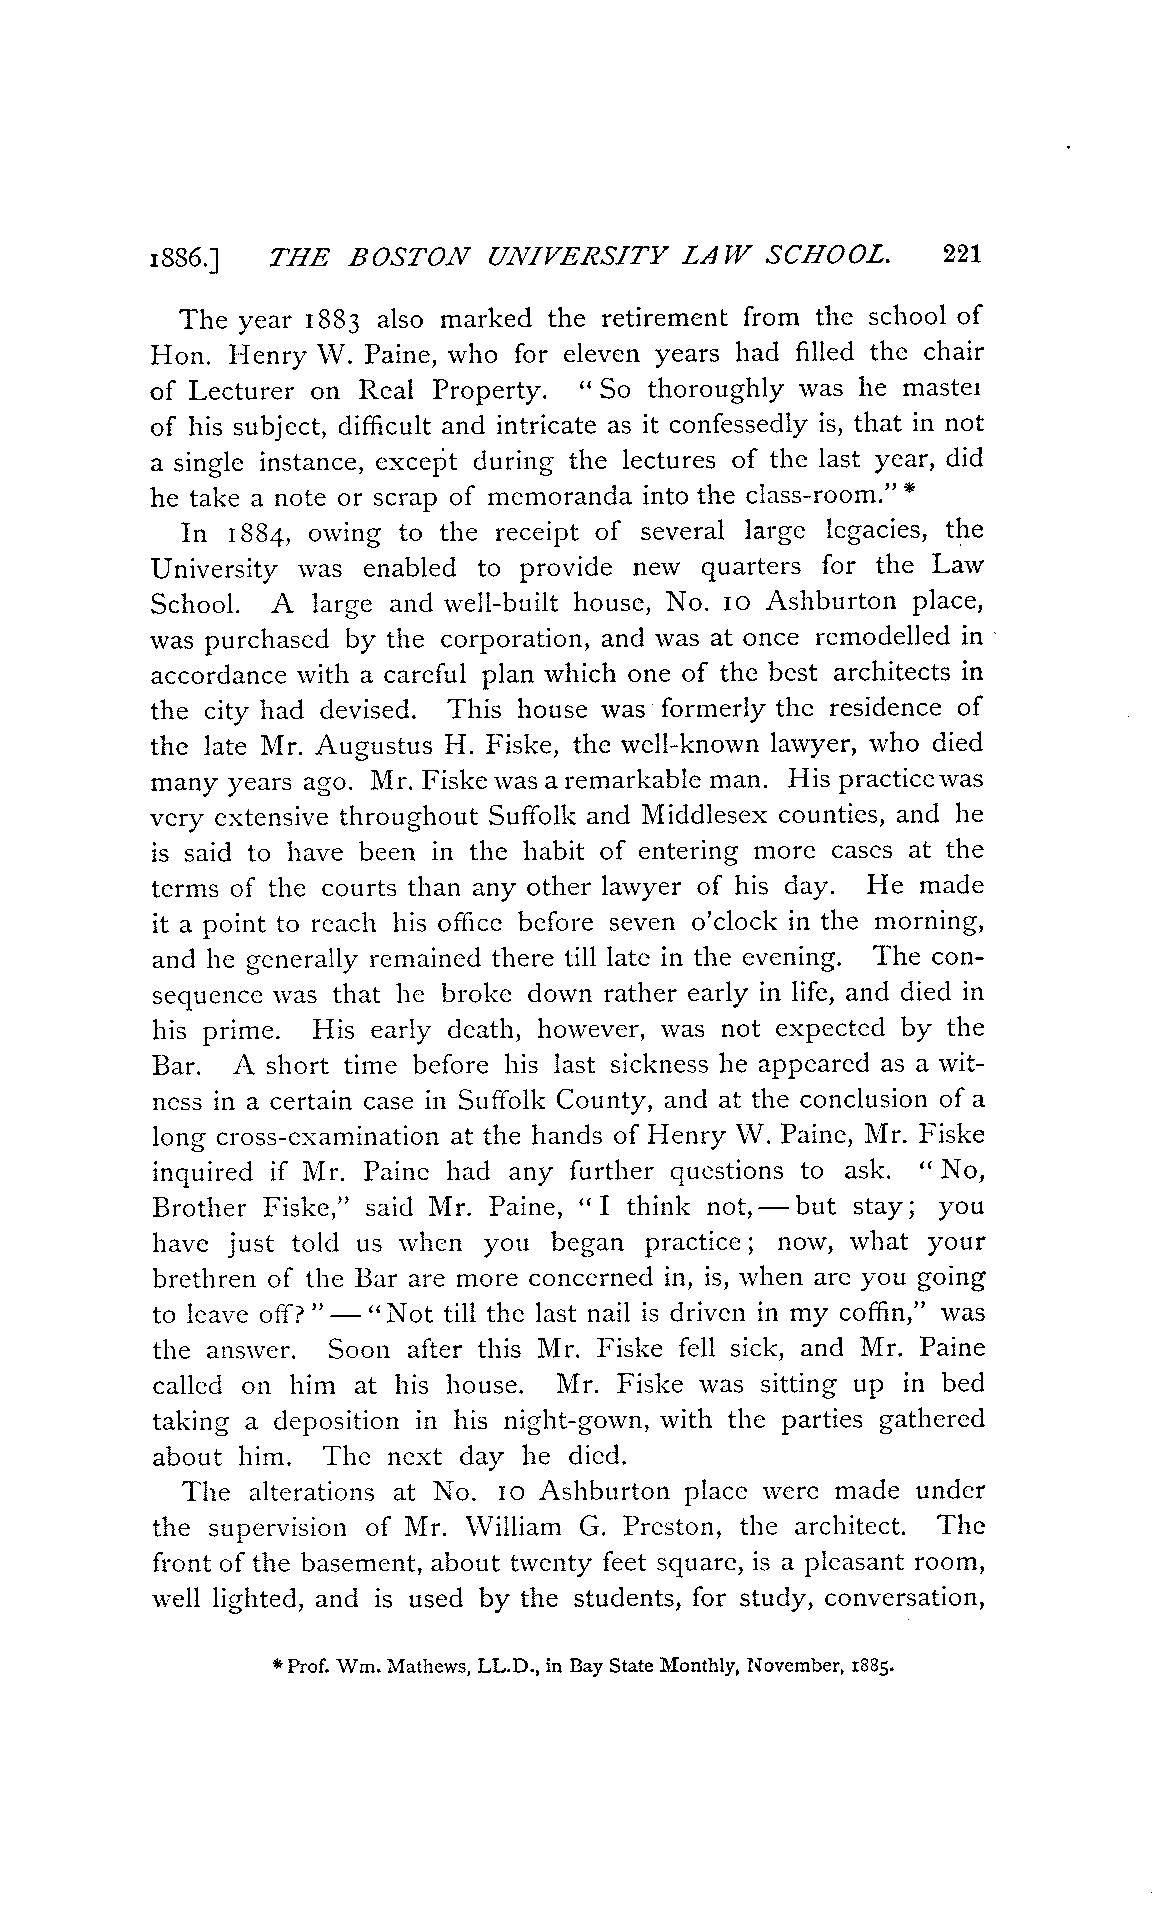 1886.] THE BOSTON UNIVERSITY LAW SCHOOL. 221
The year 1883 also marked the retirement from the school of
Hon. Henry W. Paine, who for eleven years had filled the chair
of Lecturer on Real Property. "So thoroughly was he master
of his subject, difficult and intricate as it confessedly is, that in not
a single instance, except during the lectures of the last year, did
he take a note or scrap of memoranda into the class-room."*
In 1884, owing to the receipt of several large legacies, the
University was enabled to provide new quarters for the Law
School. A large and well-built house, No. 10 Ashburton place,
was purchased by the corporation, and was at once remodelled in
accordance with a careful plan which one of the best architects in
the city had devised. This house was formerly the residence of
the late Mr. Augustus H. Fiske, the well-known lawyer, who died
many years ago. Mr. Fiske was a remarkable man. His practice was
very extensive throughout Suffolk and Middlesex counties, and he
is said to have been in the habit of entering more cases at the
terms of the courts than any other lawyer of his day. He made
it a point to reach his office before seven o'clock in the morning,
and he generally remained there till late in the evening. The con-
sequence was that he broke down rather early in life, and died in
his prime. His early death, however, was not expected by the
Bar. A short time before his last sickness he appeared as a wit-
ness in a certain case in Suffolk County, and at the conclusion of a
long cross-examination at the hands of Henry W. Paine, Mr. Fiske
inquired if Mr. Paine had any further questions to ask. "No,
Brother Fiske," said Mr. Paine, "I think not,—but stay; you
have just told us when you began practice; now, what your
brethren of the Bar are more concerned in, is, when are you going
to leave off?"—"Not till the last nail is driven in my coffin," was
the answer. Soon after this Mr. Fiske fell sick, and Mr. Paine
called on him at his house. Mr. Fiske was sitting up in bed
taking a deposition in his night-gown, with the parties gathered
about him. The next day he died.
The alterations at No. 10 Ashburton place were made under
the supervision of Mr. William G. Preston, the architect. The
front of the basement, about twenty feet square, is a pleasant room,
well lighted, and is used by the students, for study, conversation,
*Prof. Wm. Mathews, LL.D., in Bay State Monthly, November, 1885.